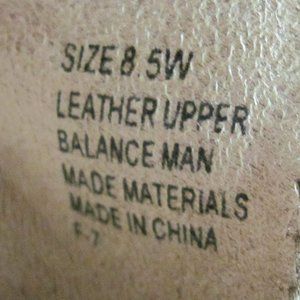 SIZE 8.5W
LEATHER UPPER
BALANCE MAN
MADE MATERIALS
MADE IN CHINA
F-7